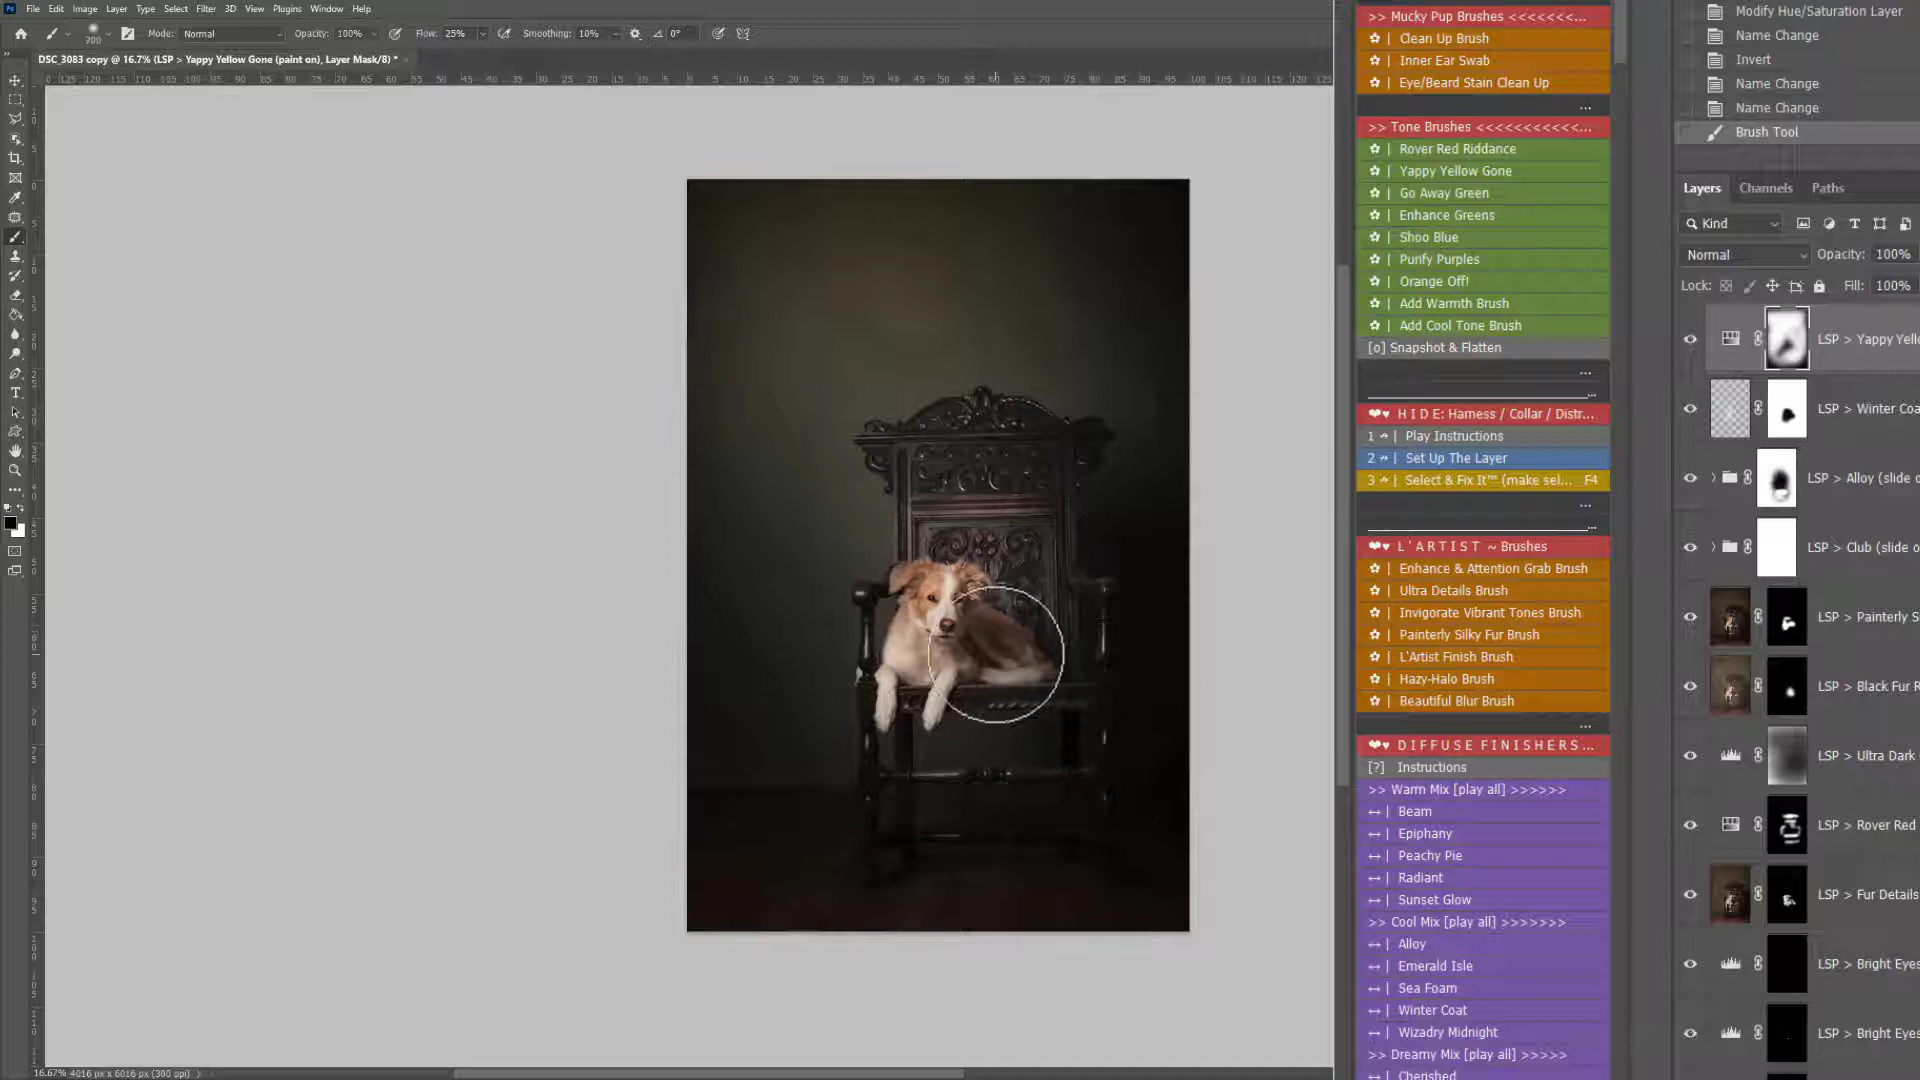 Ps File Edit Image Layer Type Select Filter 3D View Plugins Window Help
700 Mode: Normal Opacity: 100% Flow: 25% Smoothing: 10% 0°
DSC_3083 copy @ 16.7% (LSP > Yappy Yellow Gone (paint on), Layer Mask/8) *
>> Mucky Pup Brushes <<<<<<<...
Clean Up Brush
Inner Ear Swab
Eye/Beard Stain Clean Up
...
>> Tone Brushes <<<<<<<<<<<...
Rover Red Riddance
Yappy Yellow Gone
Go Away Green
Enhance Greens
Shoo Blue
Purify Purples
Orange Off!
Add Warmth Brush
Add Cool Tone Brush
[o] Snapshot & Flatten
...
H I D E: Harness / Collar / Distr...
1 | Play Instructions
2 | Set Up The Layer
3 | Select & Fix It™ (make sel... F4
...
L'ARTIST ~ Brushes
Enhance & Attention Grab Brush
Ultra Details Brush
Invigorate Vibrant Tones Brush
Painterly Silky Fur Brush
L'Artist Finish Brush
Hazy-Halo Brush
Beautiful Blur Brush
...
D I F F U S E F I N I S H E R S ...
[?] Instructions
>> Warm Mix [play all] >>>>>>
Beam
Epiphany
Peachy Pie
Radiant
Sunset Glow
>> Cool Mix [play all] >>>>>>>
Alloy
Emerald Isle
Sea Foam
Winter Coat
Wizadry Midnight
>> Dreamy Mix [play all] >>>>>
Cherished
Modify Hue/Saturation Layer
Name Change
Invert
Name Change
Name Change
Brush Tool
Layers Channels Paths
Kind
Normal Opacity: 100%
Lock: Fill: 100%
LSP > Yappy Yell
LSP > Winter Coa
LSP > Alloy (slide o
LSP > Club (slide o
LSP > Painterly S
LSP > Black Fur R
LSP > Ultra Dark
LSP > Rover Red
LSP > Fur Details
LSP > Bright Eyes
LSP > Bright Eyes
16.67% 4016 px x 6016 px (300 ppi)